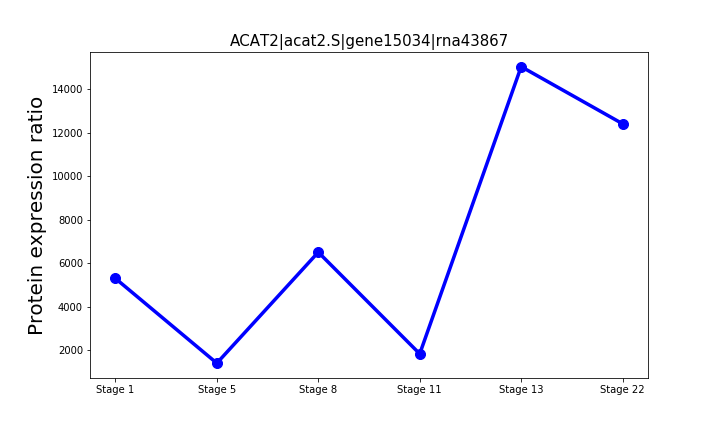 ACAT2|acat2.S|gene15034|rna43867
Protein expression ratio
14000
12000
10000
8000
6000
4000
2000
Stage 1 Stage 5 Stage 8 Stage 11 Stage 13 Stage 22